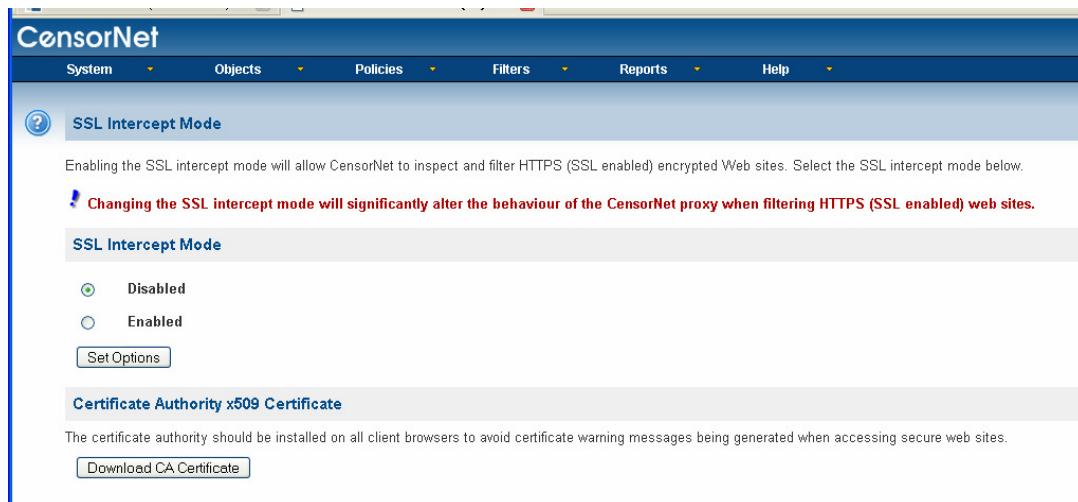 CensorNet
System Objects Policies Filters Reports Help
SSL Intercept Mode
Enabling the SSL intercept mode will allow CensorNet to inspect and filter HTTPS (SSL enabled) encrypted Web sites. Select the SSL intercept mode below.
Changing the SSL intercept mode will significantly alter the behaviour of the CensorNet proxy when filtering HTTPS (SSL enabled) web sites.
SSL Intercept Mode
Disabled
Enabled
Set Options
Certificate Authority x509 Certificate
The certificate authority should be installed on all client browsers to avoid certificate warning messages being generated when accessing secure web sites.
Download CA Certificate